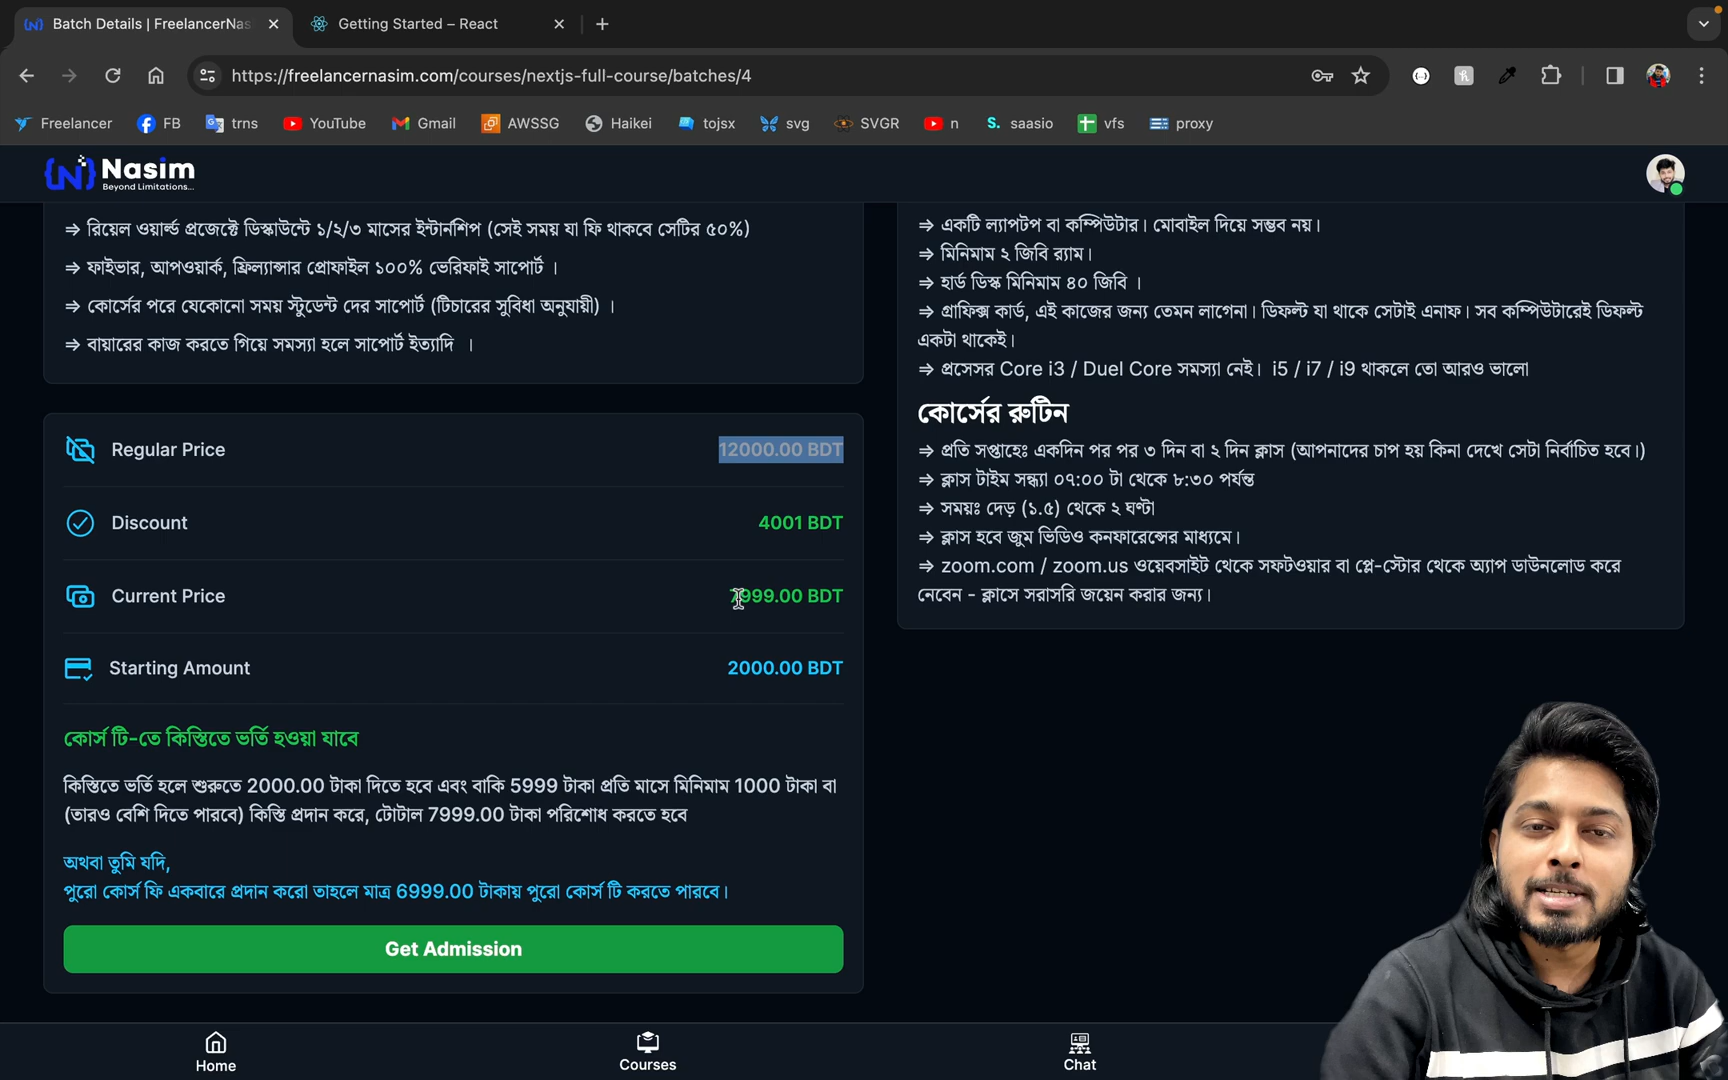 Batch Details | FreelancerNas
Getting Started – React
https://freelancernasim.com/courses/nextjs-full-course/batches/4
Freelancer
FB
trns
YouTube
Gmail
AWSSG
Haikei
tojsx
svg
SVGR
n
S. saasio
vfs
proxy
Nasim
Beyond Limitations...
⇒ রিয়েল ওয়ার্ল্ড প্রজেক্টে ডিস্কাউন্টে ১/২/৩ মাসের ইন্টার্নশিপ (সেই সময় যা ফি থাকবে সেটির ৫০%)
⇒ ফাইভার, আপওয়ার্ক, ফ্রিল্যান্সার প্রোফাইল ১০০% ভেরিফাই সাপোর্ট ।
⇒ কোর্সের পরে যেকোনো সময় স্টুডেন্ট দের সাপোর্ট (টিচারের সুবিধা অনুযায়ী) ।
⇒ বায়ারের কাজ করতে গিয়ে সমস্যা হলে সাপোর্ট ইত্যাদি ।
Regular Price 12000.00 BDT
Discount 4001 BDT
Current Price 7999.00 BDT
Starting Amount 2000.00 BDT
কোর্স টি-তে কিস্তিতে ভর্তি হওয়া যাবে
কিস্তিতে ভর্তি হলে শুরুতে 2000.00 টাকা দিতে হবে এবং বাকি 5999 টাকা প্রতি মাসে মিনিমাম 1000 টাকা বা
(তারও বেশি দিতে পারবে) কিস্তি প্রদান করে, টোটাল 7999.00 টাকা পরিশোধ করতে হবে
অথবা তুমি যদি,
পুরো কোর্স ফি একবারে প্রদান করো তাহলে মাত্র 6999.00 টাকায় পুরো কোর্স টি করতে পারবে।
Get Admission
⇒ একটি ল্যাপটপ বা কম্পিউটার। মোবাইল দিয়ে সম্ভব নয়।
⇒ মিনিমাম ২ জিবি র‍্যাম।
⇒ হার্ড ডিস্ক মিনিমাম ৪০ জিবি ।
⇒ গ্রাফিক্স কার্ড, এই কাজের জন্য তেমন লাগেনা। ডিফল্ট যা থাকে সেটাই এনাফ। সব কম্পিউটারেই ডিফল্ট
একটা থাকেই।
⇒ প্রসেসর Core i3 / Duel Core সমস্যা নেই। i5 / i7 / i9 থাকলে তো আরও ভালো
কোর্সের রুটিন
⇒ প্রতি সপ্তাহেঃ একদিন পর পর ৩ দিন বা ২ দিন ক্লাস (আপনাদের চাপ হয় কিনা দেখে সেটা নির্বাচিত হবে।)
⇒ ক্লাস টাইম সন্ধ্যা ০৭:০০ টা থেকে ৮:৩০ পর্যন্ত
⇒ সময়ঃ দেড় (১.৫) থেকে ২ ঘণ্টা
⇒ ক্লাস হবে জুম ভিডিও কনফারেন্সের মাধ্যমে।
⇒ zoom.com / zoom.us ওয়েবসাইট থেকে সফটওয়ার বা প্লে-স্টোর থেকে অ্যাপ ডাউনলোড করে
নেবেন - ক্লাসে সরাসরি জয়েন করার জন্য।
Home
Courses
Chat